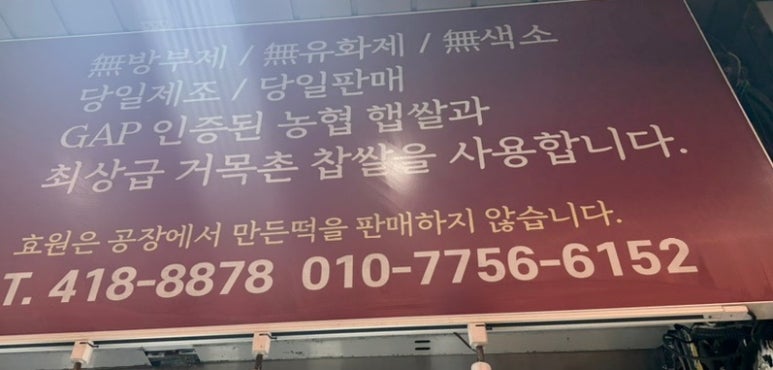 無방부제 / 無유화제 / 無색소
당일제조 / 당일판매
GAP 인증된 농협 햅쌀과
최상급 거목촌 찹쌀을 사용합니다.
효원은 공장에서 만든떡을 판매하지 않습니다.
T. 418-8878 010-7756-6152